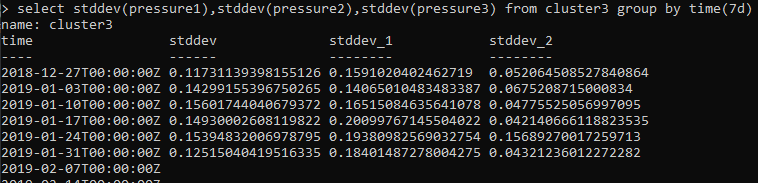 > select stddev(pressure1),stddev(pressure2),stddev(pressure3) from cluster3 group by time(7d)
name: cluster3
time stddev stddev_1 stddev_2
---- ------ -------- --------
2018-12-27T00:00:00Z 0.11731139398155126 0.1591020402462719 0.052064508527840864
2019-01-03T00:00:00Z 0.14299155396750265 0.14065010483483387 0.0675208715000834
2019-01-10T00:00:00Z 0.15601744040679372 0.16515084635641078 0.04775525056997095
2019-01-17T00:00:00Z 0.14930002608119822 0.20099767145504022 0.042140666118823535
2019-01-24T00:00:00Z 0.15394832006978795 0.19380982569032754 0.15689270017259713
2019-01-31T00:00:00Z 0.12515040419516335 0.18401487278004275 0.04321236012272282
2019-02-07T00:00:00Z
2019-02-14T00:00:00Z